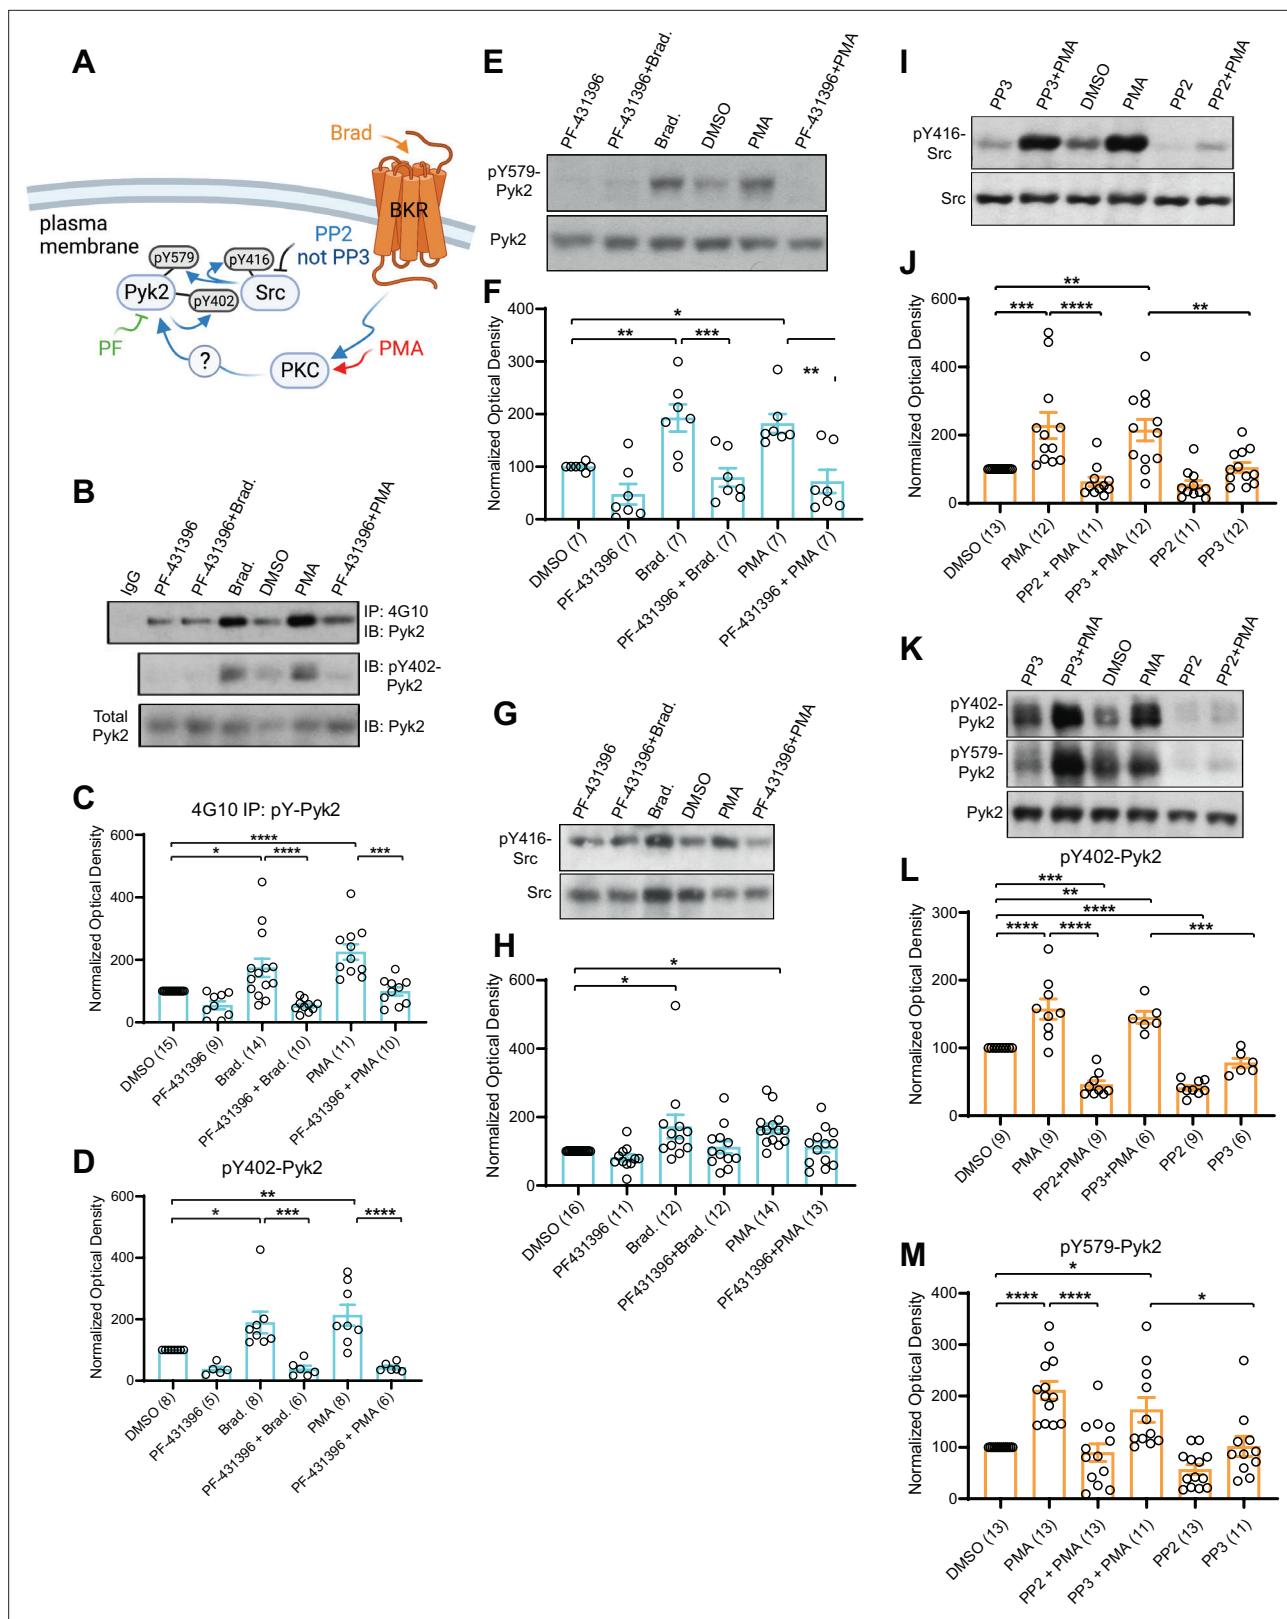 A
Brad
BKR
plasma
membrane
PP2
not PP3
pY579
pY416
Pyk2
pY402
Src
PF
?
PKC
PMA
B
IgG
PF-431396
PF-431396+Brad.
Brad.
DMSO
PMA
PF-431396+PMA
IP: 4G10
IB: Pyk2
IB: pY402-
Pyk2
Total
Pyk2
IB: Pyk2
C
4G10 IP: pY-Pyk2
Normalized Optical Density
600
400
200
0
****
*
****
***
DMSO (15)
PF-431396 (9)
Brad. (14)
PF-431396 + Brad. (10)
PMA (11)
PF-431396 + PMA (10)
D
pY402-Pyk2
Normalized Optical Density
600
400
200
0
**
*
***
****
DMSO (8)
PF-431396 (5)
Brad. (8)
PF-431396 + Brad. (6)
PMA (8)
PF-431396 + PMA (6)
E
PF-431396
PF-431396+Brad.
Brad.
DMSO
PMA
PF-431396+PMA
pY579-
Pyk2
Pyk2
F
Normalized Optical Density
400
300
200
100
0
*
**
***
**
DMSO (7)
PF-431396 (7)
Brad. (7)
PF-431396 + Brad. (7)
PMA (7)
PF-431396 + PMA (7)
G
PF-431396
PF-431396+Brad.
Brad.
DMSO
PMA
PF-431396+PMA
pY416-
Src
Src
H
Normalized Optical Density
600
400
200
0
*
*
DMSO (16)
PF431396 (11)
Brad. (12)
PF431396+Brad. (12)
PMA (14)
PF431396+PMA (13)
I
PP3
PP3+PMA
DMSO
PMA
PP2
PP2+PMA
pY416-
Src
Src
J
Normalized Optical Density
600
400
200
0
**
***
****
**
DMSO (13)
PMA (12)
PP2 + PMA (11)
PP3 + PMA (12)
PP2 (11)
PP3 (12)
K
PP3
PP3+PMA
DMSO
PMA
PP2
PP2+PMA
pY402-
Pyk2
pY579-
Pyk2
Pyk2
L
pY402-Pyk2
Normalized Optical Density
300
200
100
0
***
**
****
****
****
***
DMSO (9)
PMA (9)
PP2+PMA (9)
PP3+PMA (6)
PP2 (9)
PP3 (6)
M
pY579-Pyk2
Normalized Optical Density
400
300
200
100
0
*
****
****
*
DMSO (13)
PMA (13)
PP2 + PMA (13)
PP3 + PMA (11)
PP2 (13)
PP3 (11)